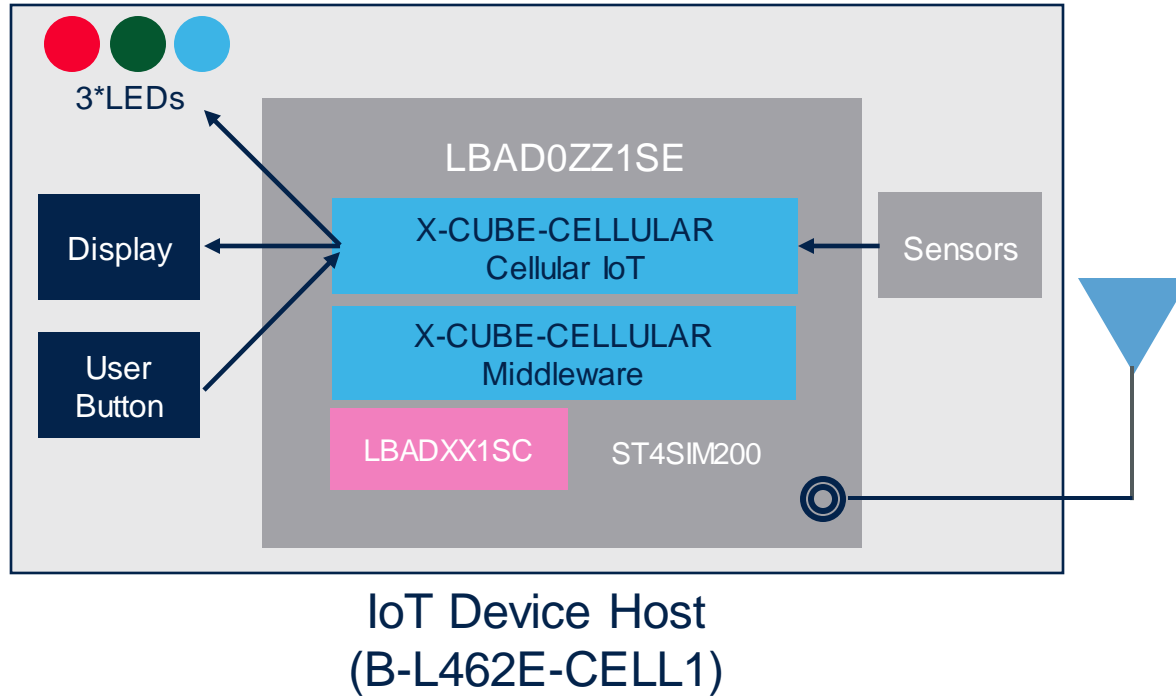 3*LEDs
LBAD0ZZ1SE
X-CUBE-CELLULAR
Cellular IoT
Display
Sensors
X-CUBE-CELLULAR
Middleware
User
Button
LBADXX1SC
ST4SIM200
IoT Device Host
(B-L462E-CELL1)